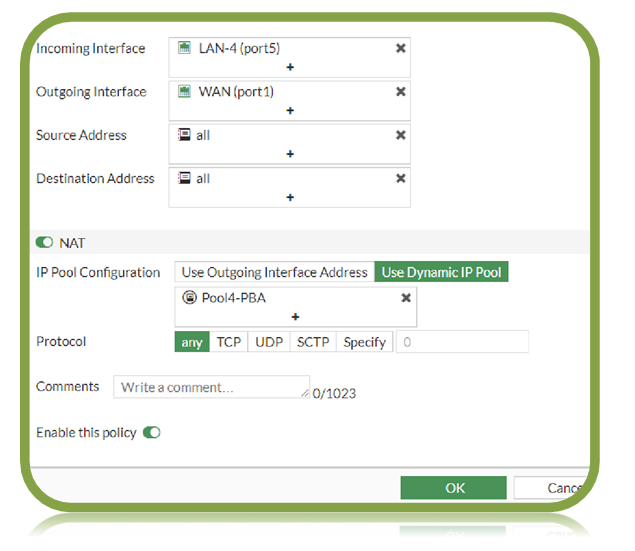 Incoming Interface LAN-4 (port5)
+
Outgoing Interface WAN (port1)
+
Source Address all
+
Destination Address all
+
NAT
IP Pool Configuration Use Outgoing Interface Address Use Dynamic IP Pool
Pool4-PBA
+
Protocol any TCP UDP SCTP Specify 0
Comments Write a comment... 0/1023
Enable this policy
OK Cance